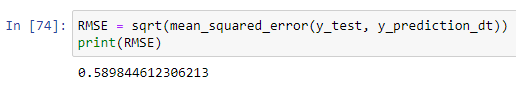 In [74]: RMSE = sqrt(mean_squared_error(y_test, y_prediction_dt))
print(RMSE)
0.589844612306213